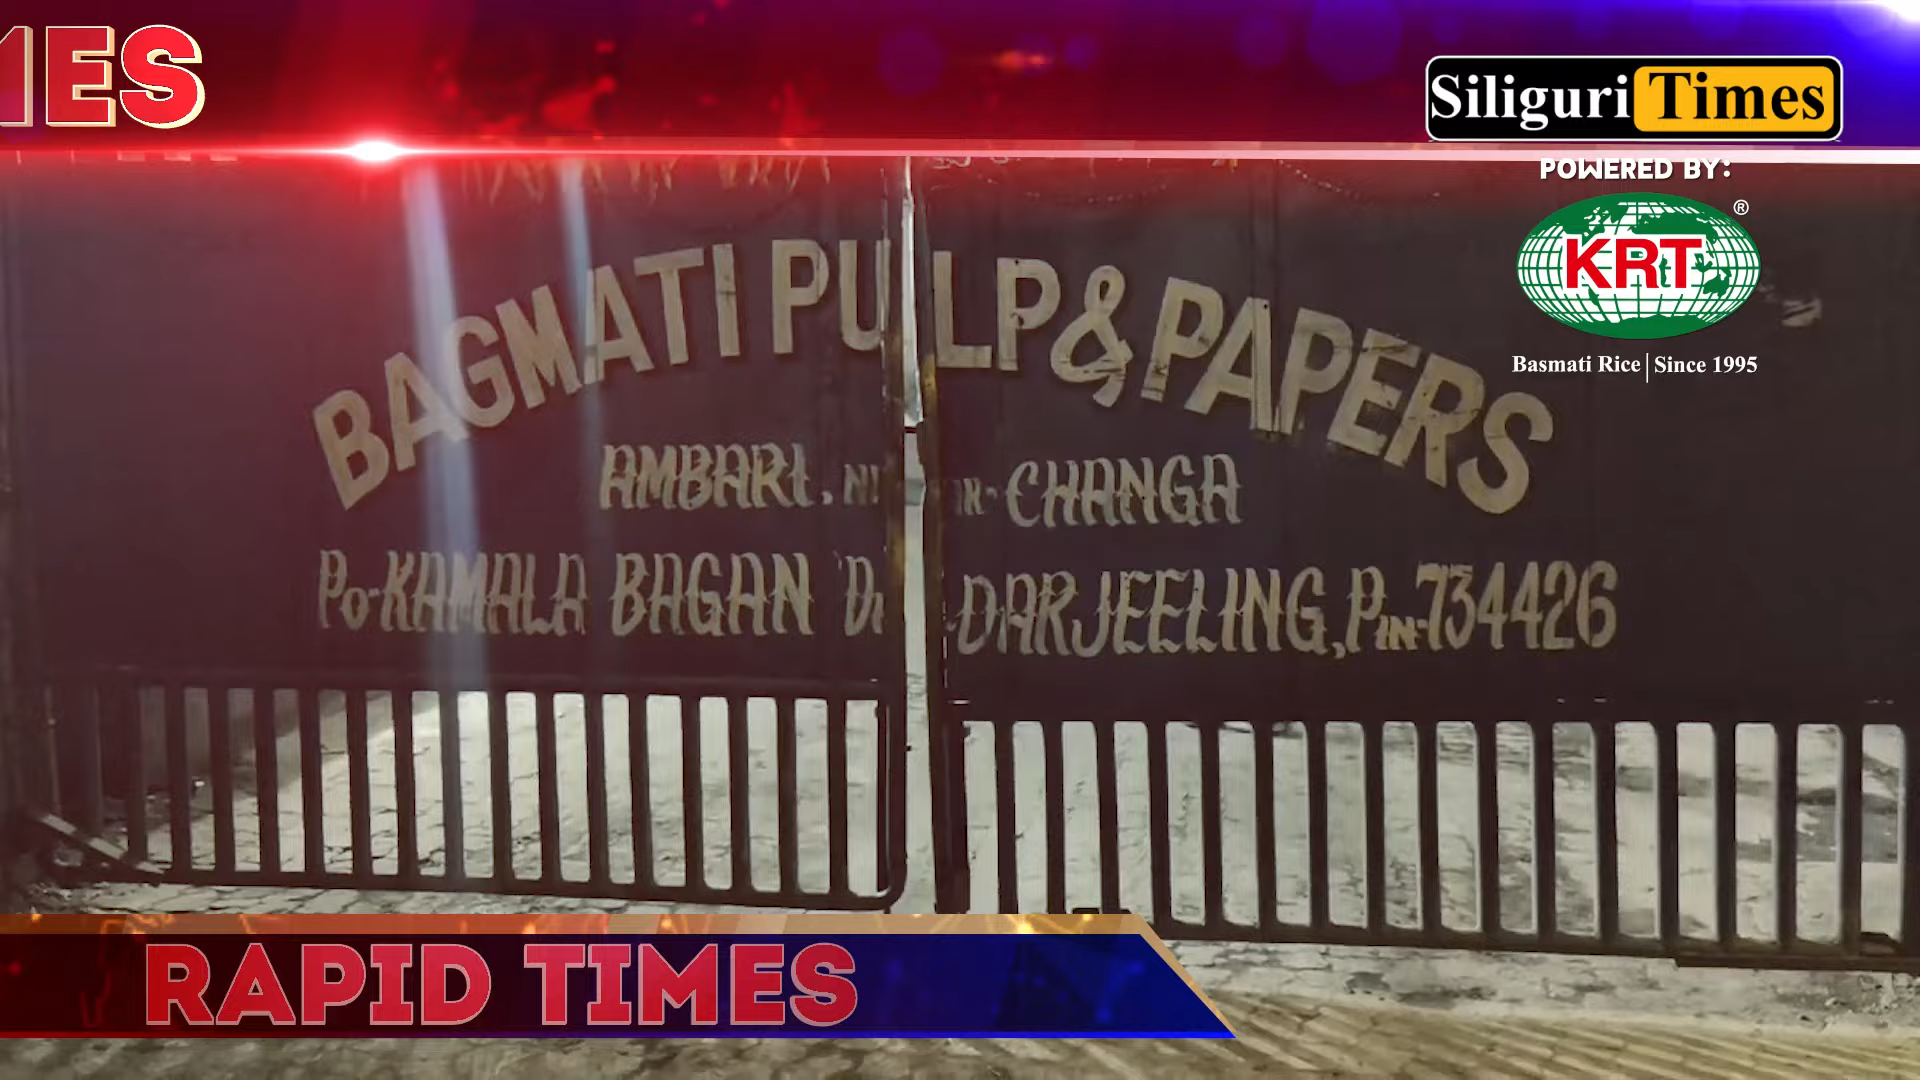 MES
Siliguri Times
POWERED BY:
KRT ®
Basmati Rice | Since 1995
BAGMATI PULP & PAPERS
AMBARI, CHANGA
Po-KAMALA BAGAN DARJEELING, PIN-734426
RAPID TIMES